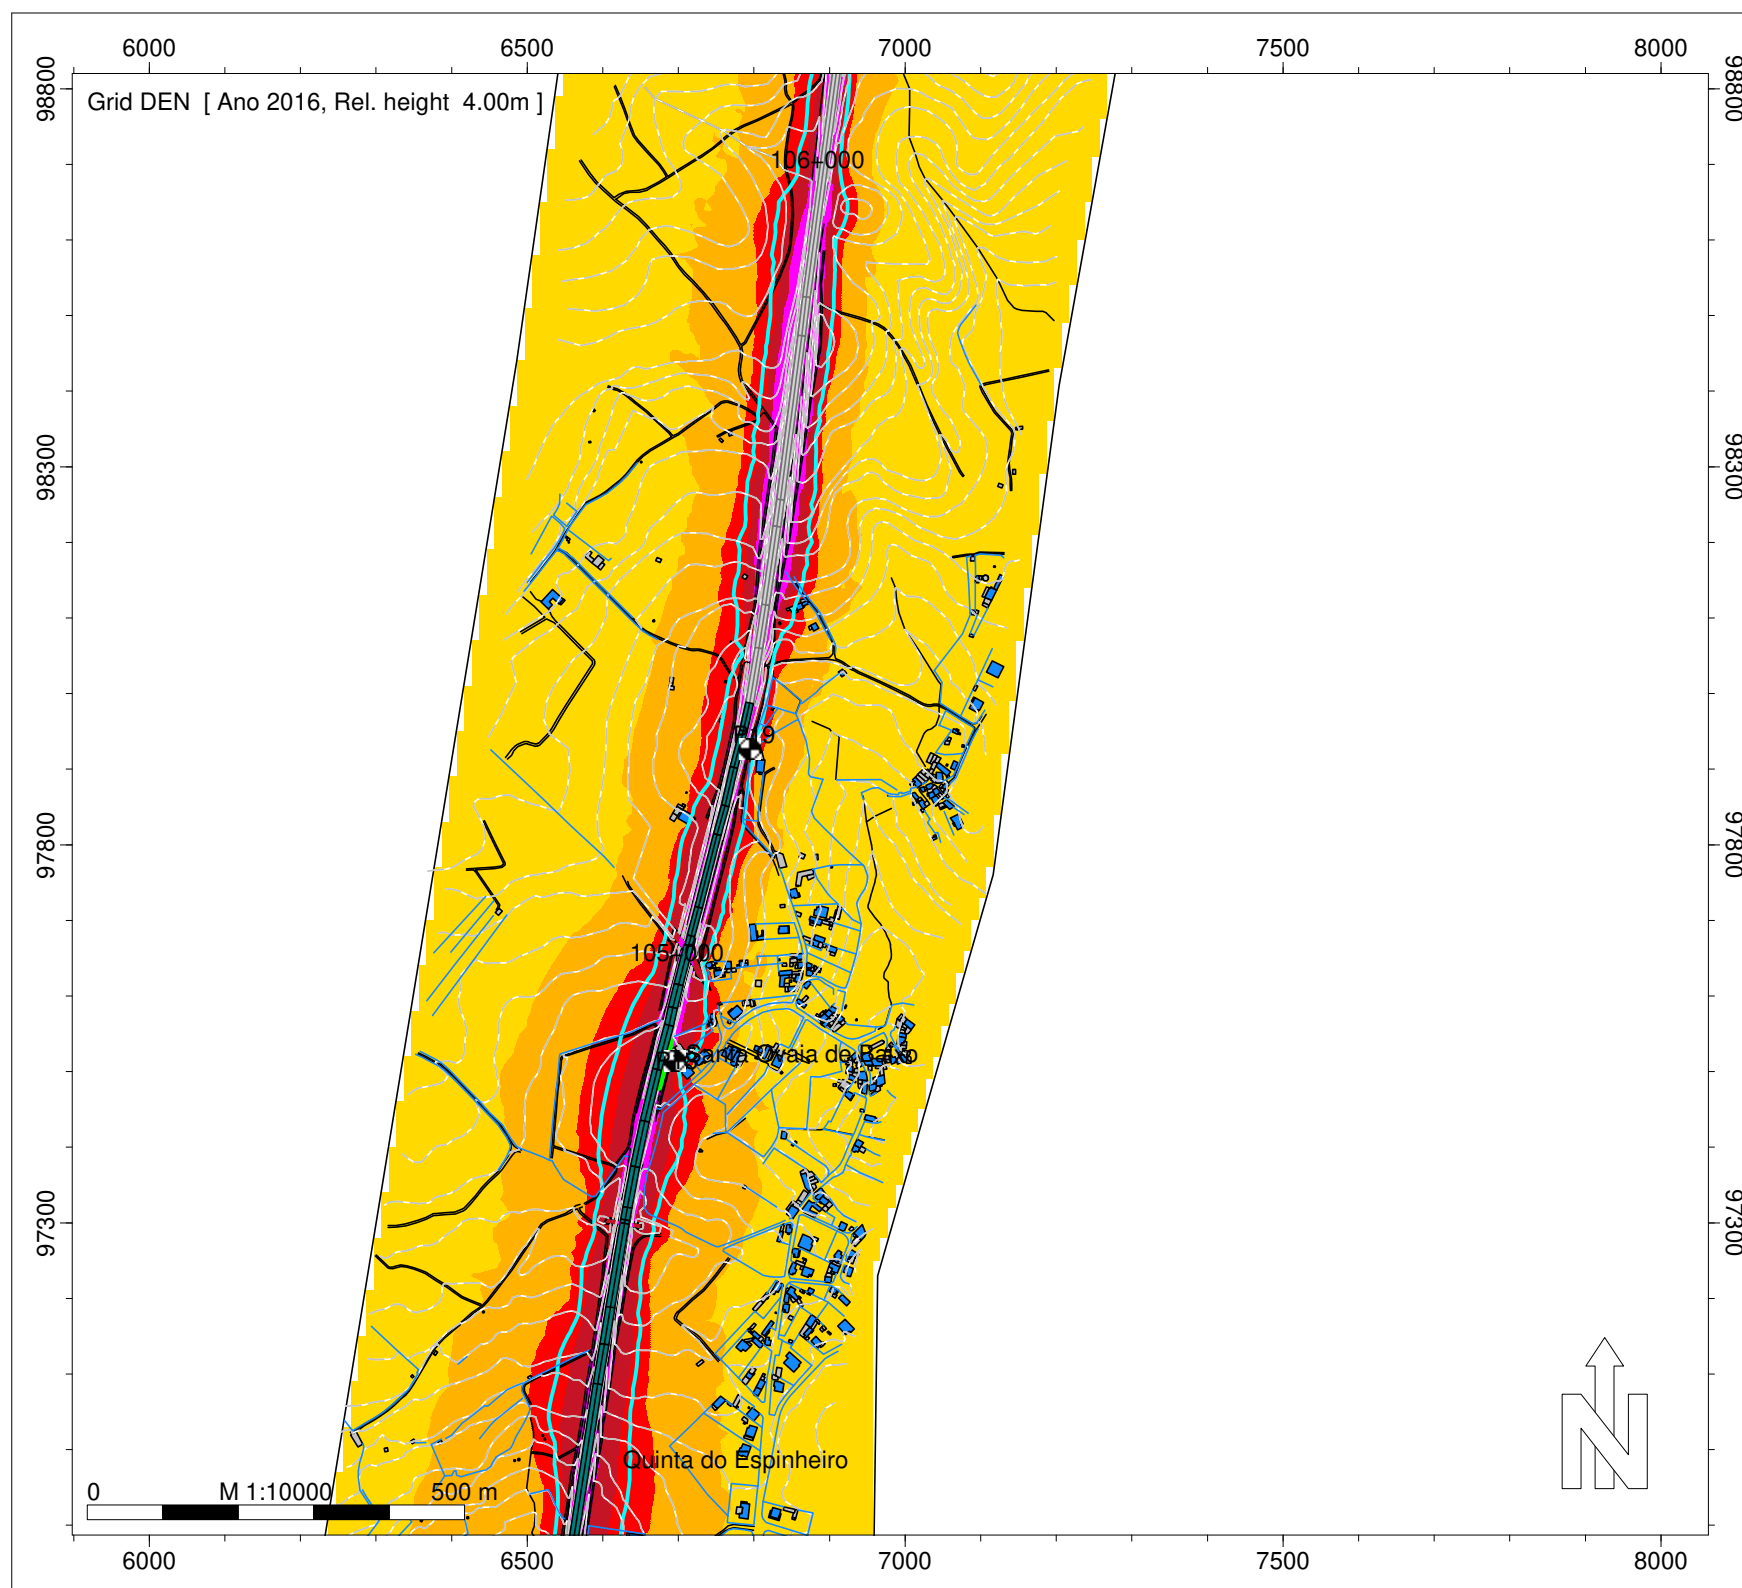 6000 6500 7000 7500 8000
98800 98800
Grid DEN [ Ano 2016, Rel. height 4.00m ]
106+000
98300 98300
97800 97800
105+000
Santa Ovaia de Baixo
97300 97300
Quinta do Espinheiro
0 M 1:10000 500 m
N
6000 6500 7000 7500 8000